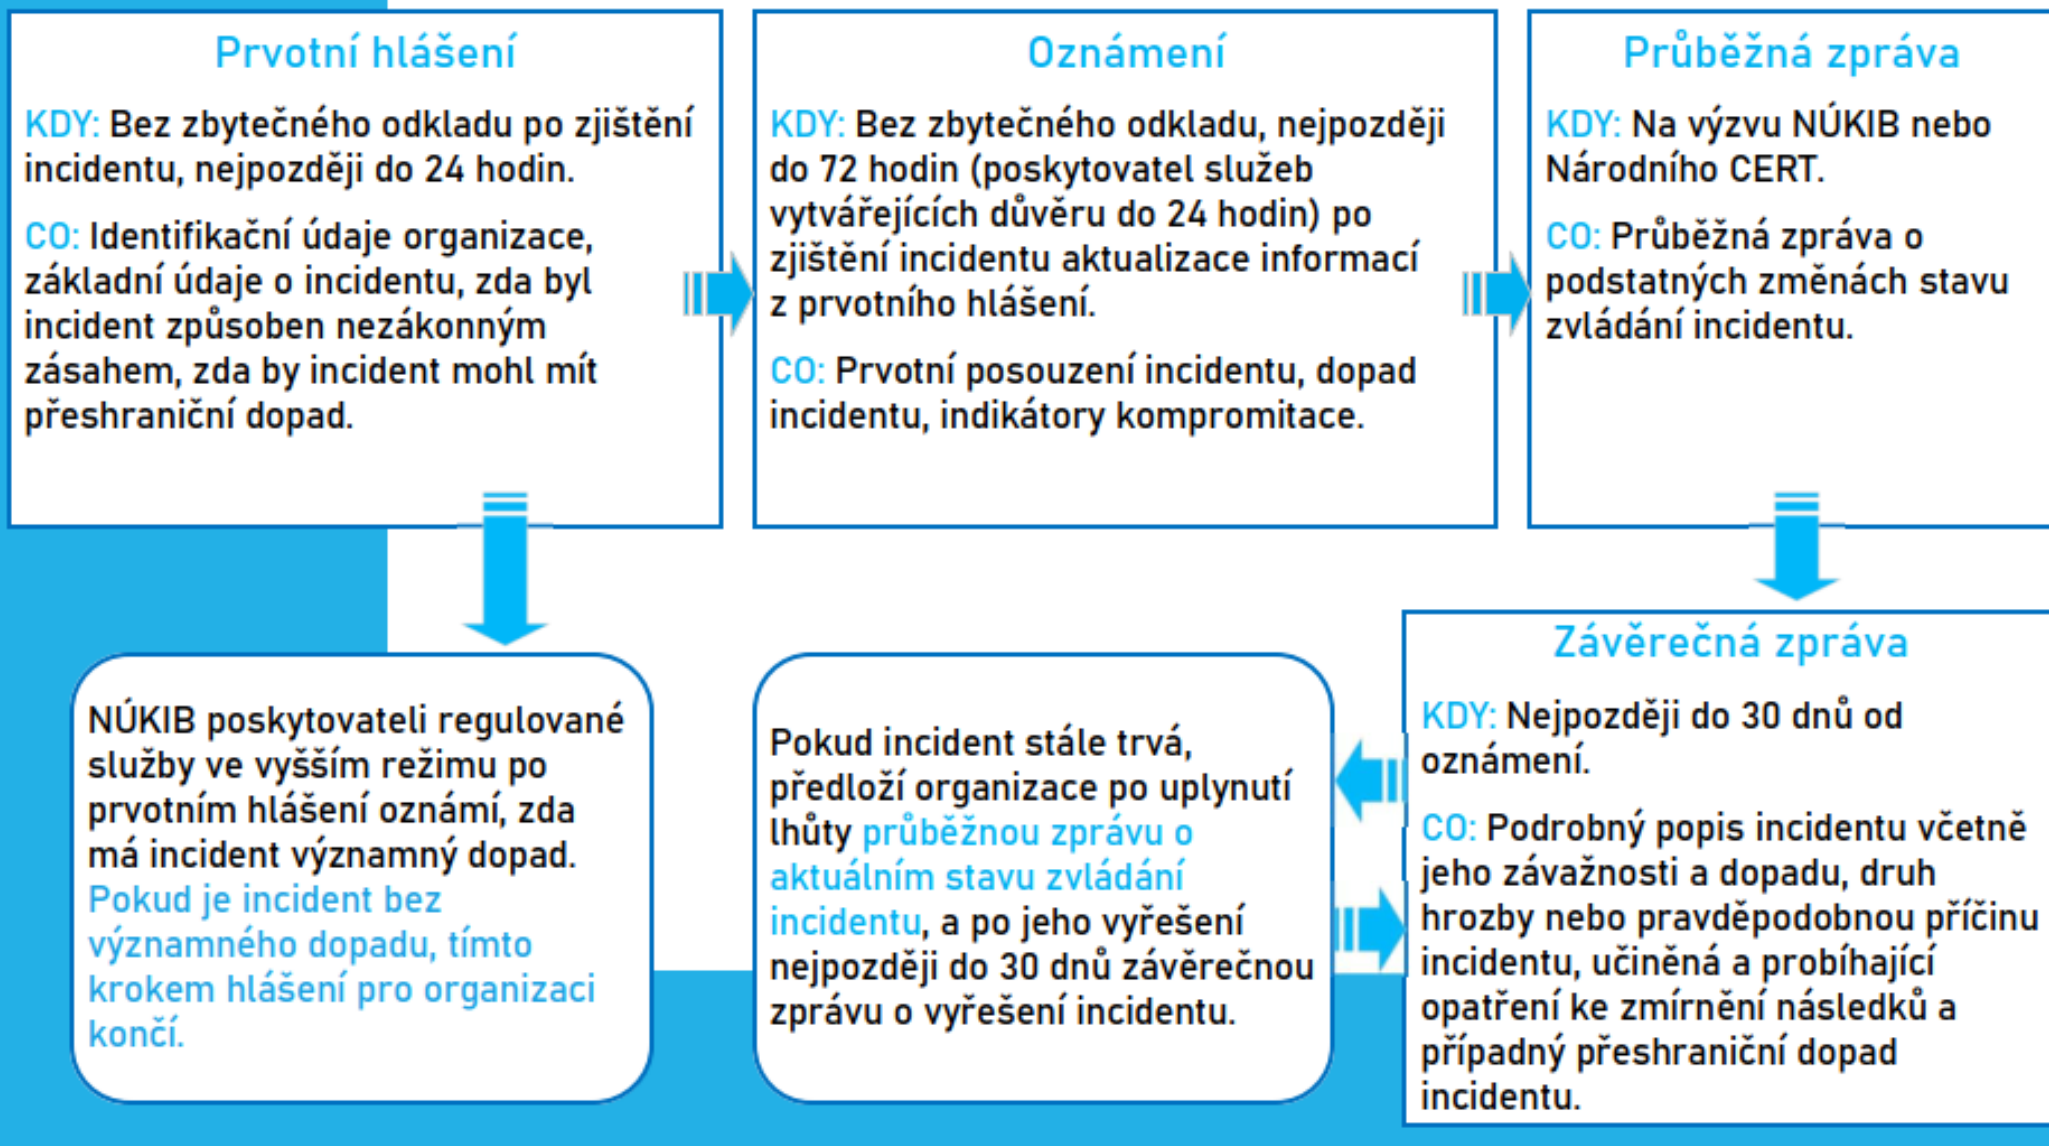 Prvotní hlášení
KDY: Bez zbytečného odkladu po zjištění
incidentu, nejpozději do 24 hodin.
CO: Identifikační údaje organizace,
základní údaje o incidentu, zda byl
incident způsoben nezákonným
zásahem, zda by incident mohl mít
přeshraniční dopad.
Oznámení
KDY: Bez zbytečného odkladu, nejpozději
do 72 hodin (poskytovatel služeb
vytvářejících důvěru do 24 hodin) po
zjištění incidentu aktualizace informací
z prvotního hlášení.
CO: Prvotní posouzení incidentu, dopad
incidentu, indikátory kompromitace.
Průběžná zpráva
KDY: Na výzvu NÚKIB nebo
Národního CERT.
CO: Průběžná zpráva o
podstatných změnách stavu
zvládání incidentu.
NÚKIB poskytovateli regulované
služby ve vyšším režimu po
prvotním hlášení oznámí, zda
má incident významný dopad.
Pokud je incident bez
významného dopadu, tímto
krokem hlášení pro organizaci
končí.
Pokud incident stále trvá,
předloží organizace po uplynutí
lhůty průběžnou zprávu o
aktuálním stavu zvládání
incidentu, a po jeho vyřešení
nejpozději do 30 dnů závěrečnou
zprávu o vyřešení incidentu.
Závěrečná zpráva
KDY: Nejpozději do 30 dnů od
oznámení.
CO: Podrobný popis incidentu včetně
jeho závažnosti a dopadu, druh
hrozby nebo pravděpodobnou příčinu
incidentu, učiněná a probíhající
opatření ke zmírnění následků a
případný přeshraniční dopad
incidentu.